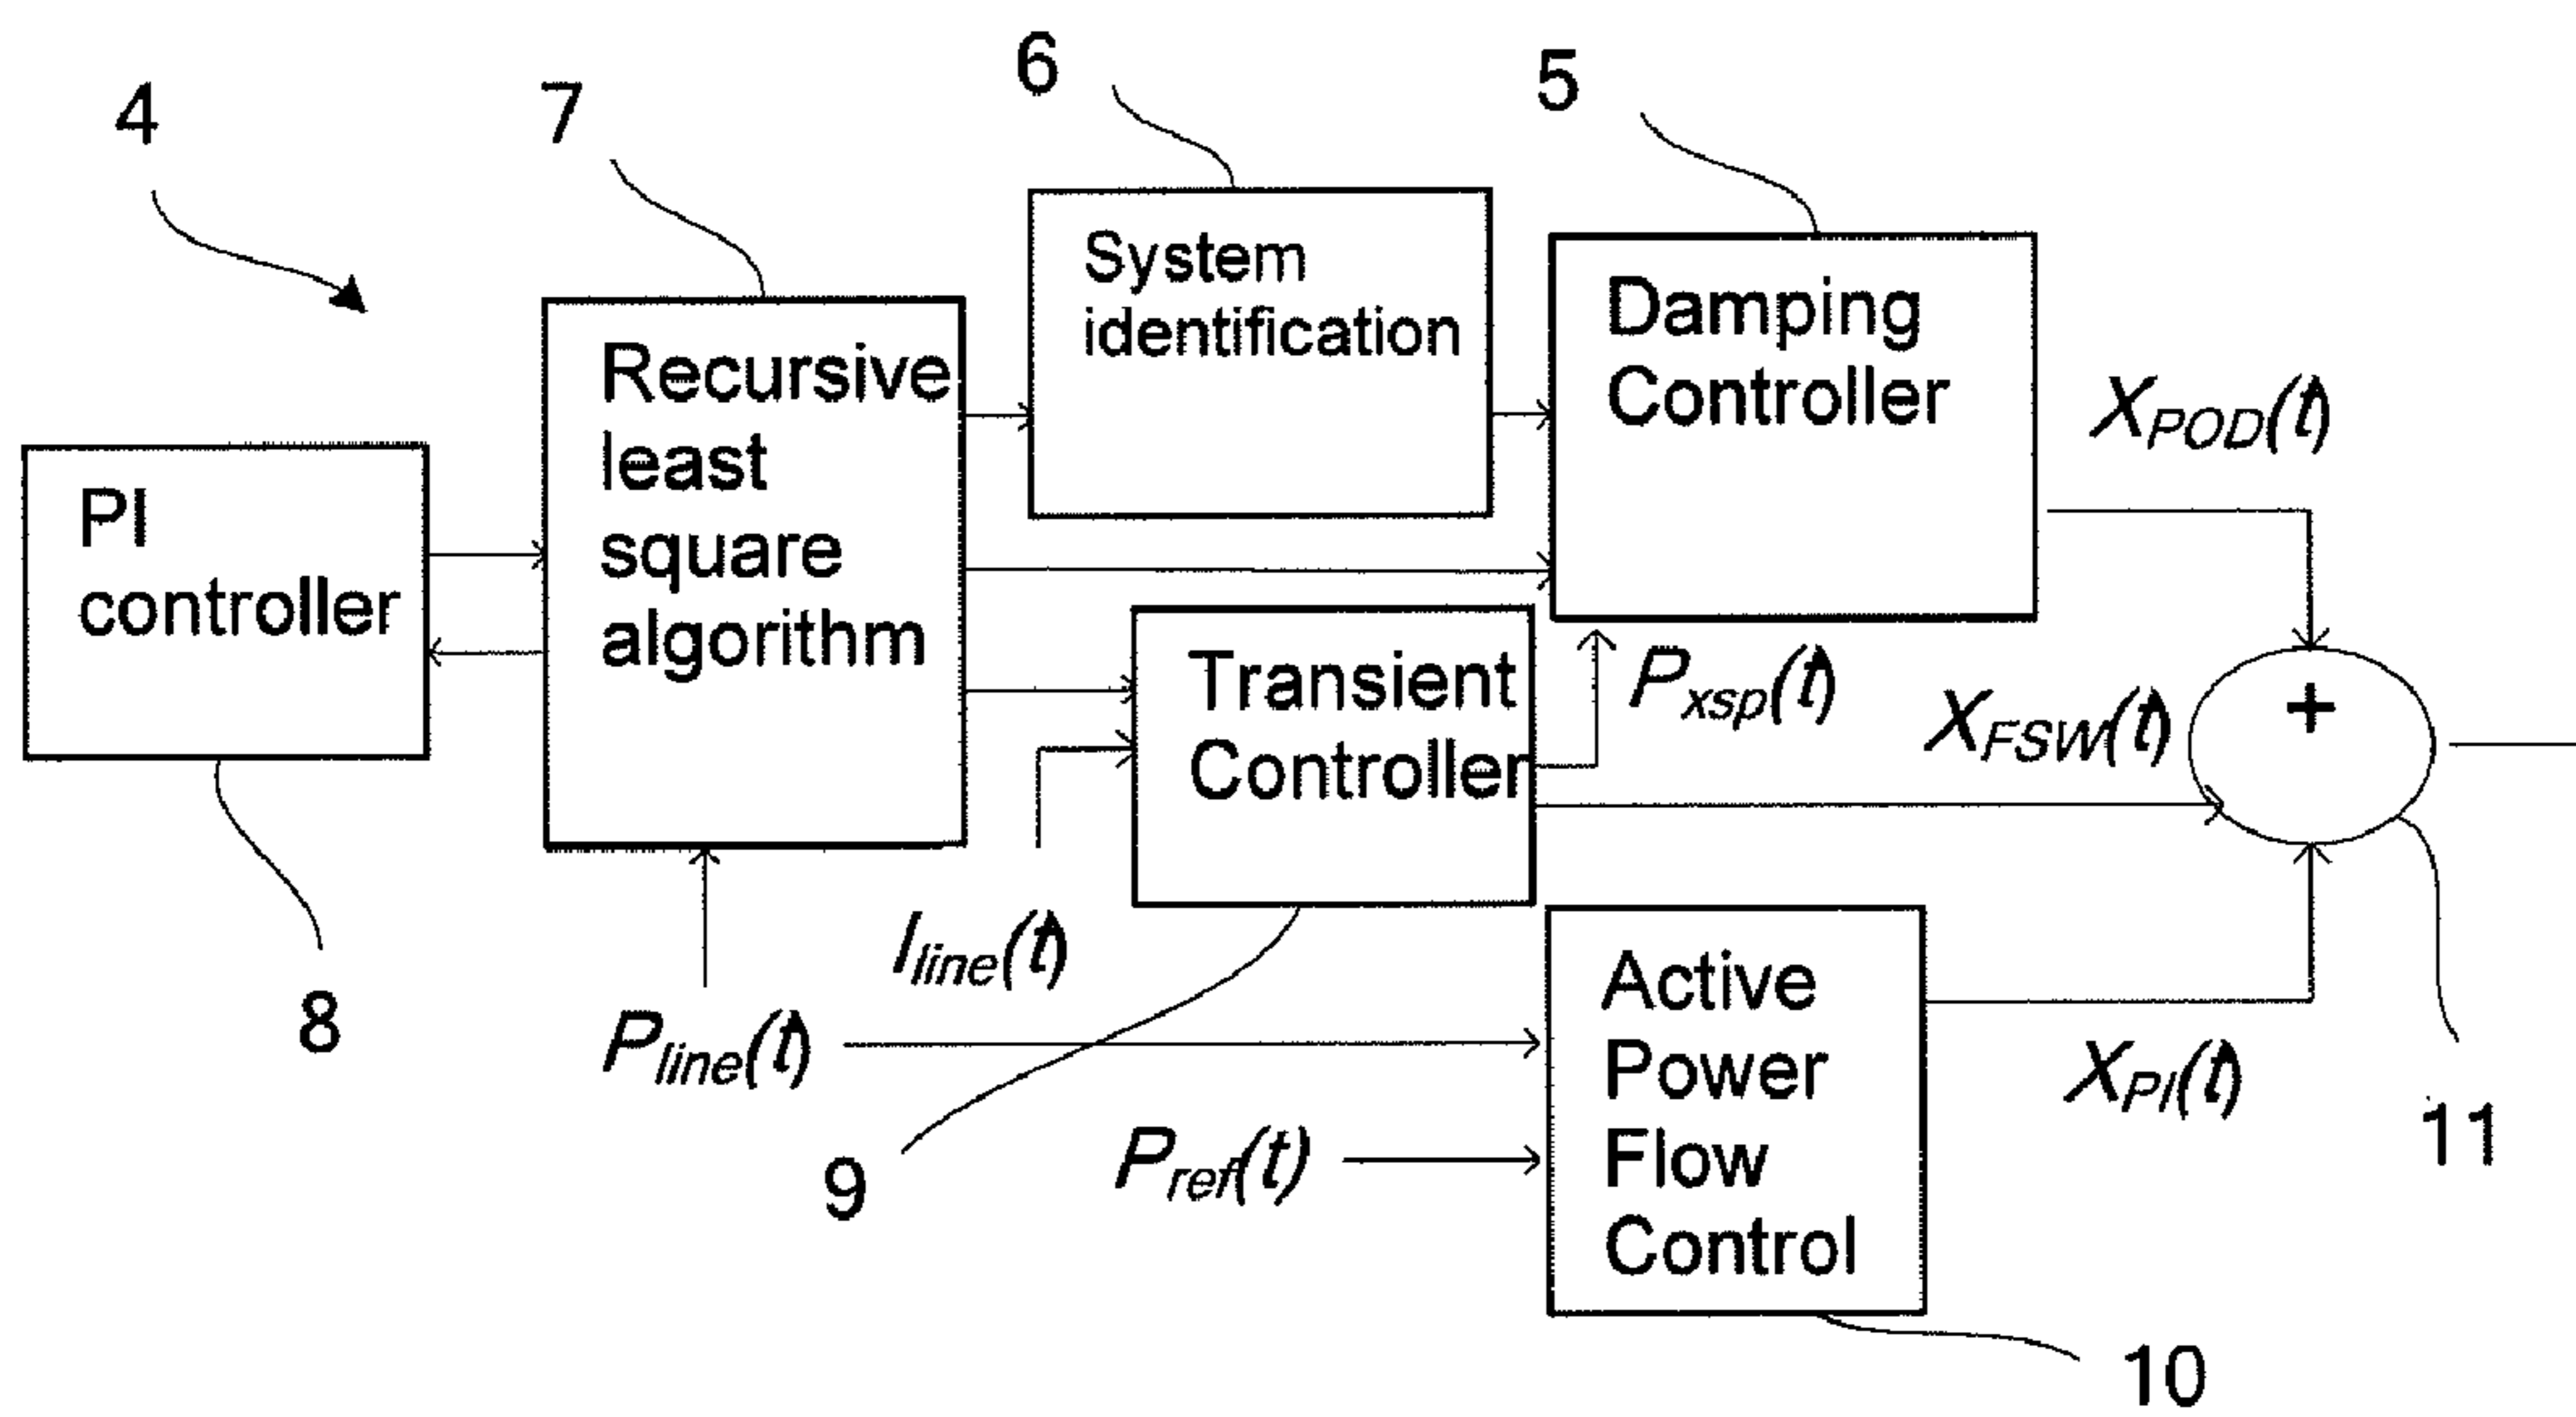 4
7
6
5
System
identification
Damping
Controller
Recursive
least
square
algorithm
PI
controller
X_POD(t)
Transient
Controller
P_xsp(t)
X_FSW(t)
+
I_line(t)
8
P_line(t)
9
P_ref(t)
Active
Power
Flow
Control
X_PI(t)
11
10